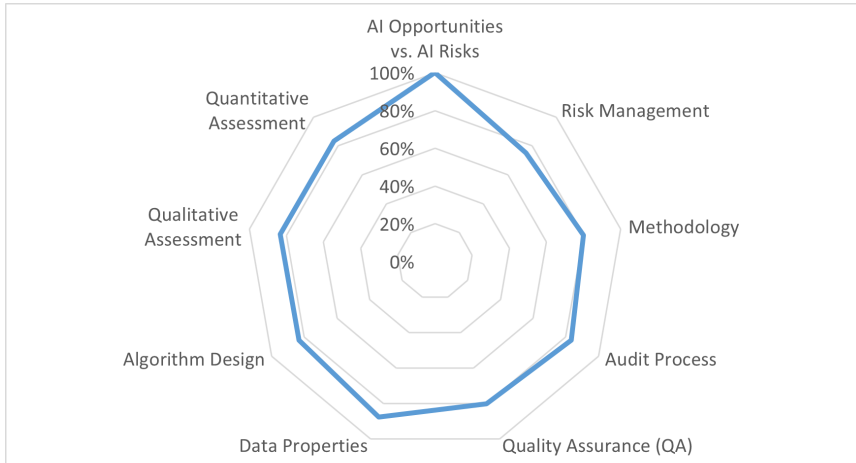 AI Opportunities
vs. AI Risks
100%
80%
60%
40%
20%
0%
Risk Management
Methodology
Audit Process
Quality Assurance (QA)
Data Properties
Algorithm Design
Qualitative
Assessment
Quantitative
Assessment